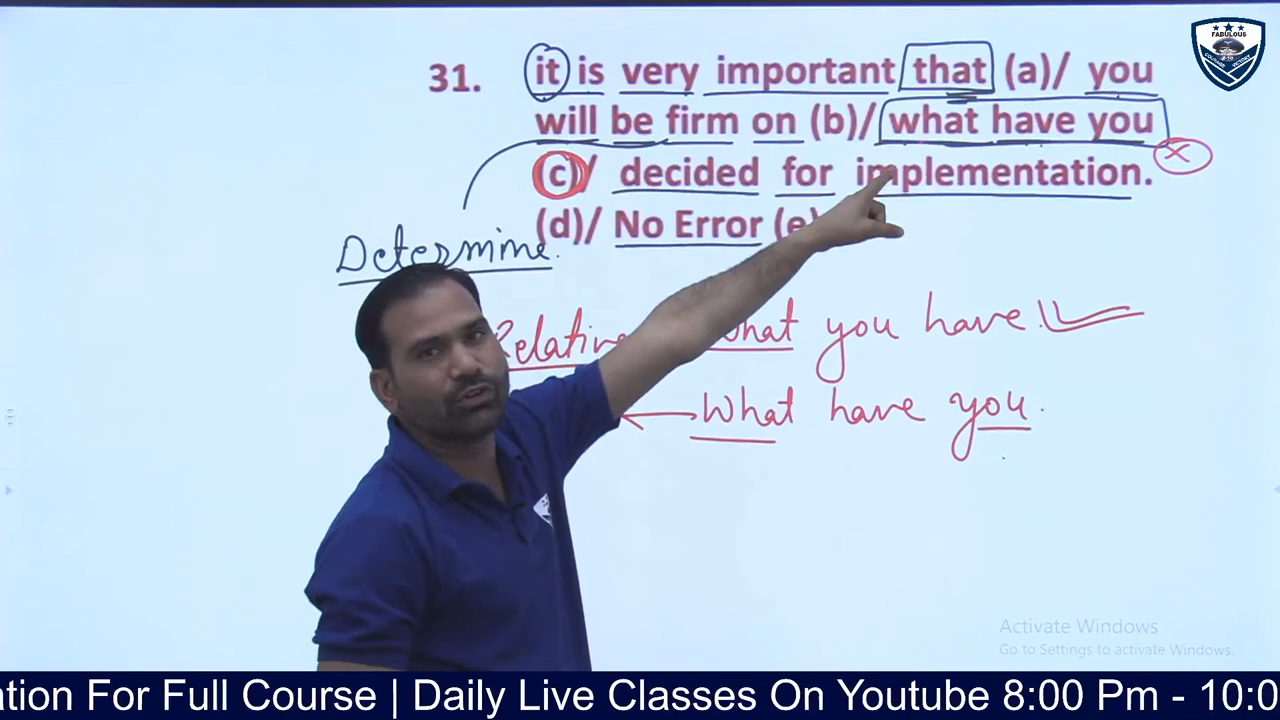 FABULOUS
31. it is very important that (a)/ you
will be firm on (b)/ what have you
(c)/ decided for implementation.
(d)/ No Error (e)
Determine.
Relative What you have.
What have you.
Activate Windows
Go to Settings to activate Windows.
ation For Full Course | Daily Live Classes On Youtube 8:00 Pm - 10:0